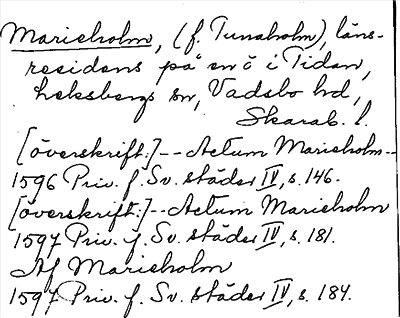 Marieholm, (f. Tunaholm), läns-
residens på en ö i Tidan,
Leksbergs sn, Vadsbo hd,
Skarab. l.
[överskrift:]--Actum Marieholm--
1596 Priv. f. Sv. städer IV, s. 146.
[överskrift:]--Actum Marieholm
1597 Priv. f. Sv. städer IV, s. 181.
Af Marieholm
1597 Priv. f. Sv. städer IV, s. 184.